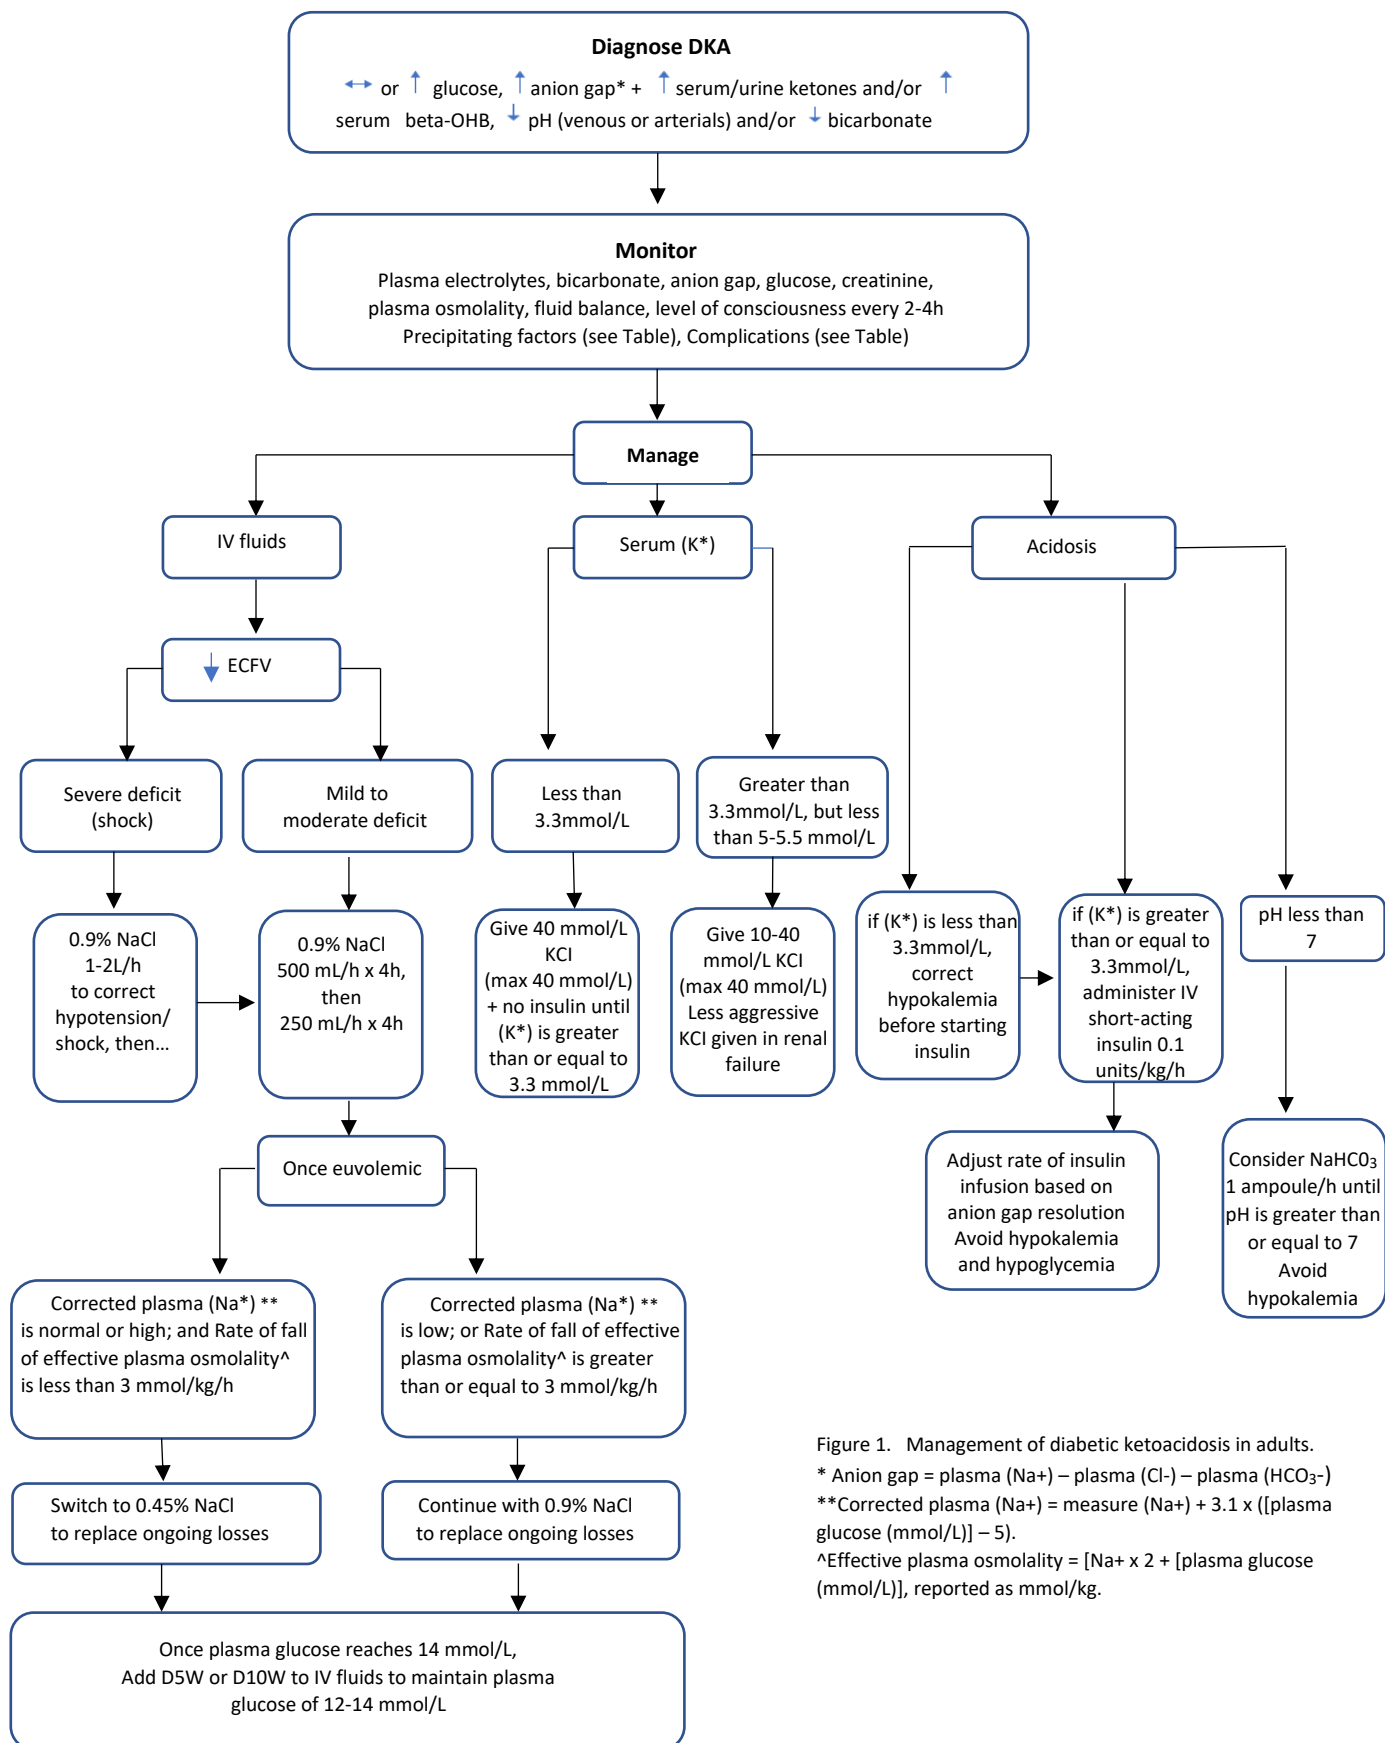 Diagnose DKA
↔ or ↑ glucose, ↑ anion gap* + ↑ serum/urine ketones and/or ↑
serum beta-OHB, ↓ pH (venous or arterials) and/or ↓ bicarbonate
Monitor
Plasma electrolytes, bicarbonate, anion gap, glucose, creatinine,
plasma osmolality, fluid balance, level of consciousness every 2-4h
Precipitating factors (see Table), Complications (see Table)
Manage
IV fluids
Serum (K*)
Acidosis
↓ ECFV
Severe deficit
(shock)
Mild to
moderate deficit
Less than
3.3mmol/L
Greater than
3.3mmol/L, but less
than 5-5.5 mmol/L
0.9% NaCl
1-2L/h
to correct
hypotension/
shock, then…
0.9% NaCl
500 mL/h x 4h,
then
250 mL/h x 4h
Give 40 mmol/L
KCI
(max 40 mmol/L)
+ no insulin until
(K*) is greater
than or equal to
3.3 mmol/L
Give 10-40
mmol/L KCI
(max 40 mmol/L)
Less aggressive
KCI given in renal
failure
if (K*) is less than
3.3mmol/L,
correct
hypokalemia
before starting
insulin
if (K*) is greater
than or equal to
3.3mmol/L,
administer IV
short-acting
insulin 0.1
units/kg/h
pH less than
7
Once euvolemic
Adjust rate of insulin
infusion based on
anion gap resolution
Avoid hypokalemia
and hypoglycemia
Consider NaHC0₃
1 ampoule/h until
pH is greater than
or equal to 7
Avoid
hypokalemia
Corrected plasma (Na*) **
is normal or high; and Rate of fall
of effective plasma osmolality^
is less than 3 mmol/kg/h
Corrected plasma (Na*) **
is low; or Rate of fall of effective
plasma osmolality^ is greater
than or equal to 3 mmol/kg/h
Switch to 0.45% NaCl
to replace ongoing losses
Continue with 0.9% NaCl
to replace ongoing losses
Once plasma glucose reaches 14 mmol/L,
Add D5W or D10W to IV fluids to maintain plasma
glucose of 12-14 mmol/L
Figure 1. Management of diabetic ketoacidosis in adults.
* Anion gap = plasma (Na+) – plasma (Cl-) – plasma (HCO₃-)
**Corrected plasma (Na+) = measure (Na+) + 3.1 x ([plasma
glucose (mmol/L)] – 5).
^Effective plasma osmolality = [Na+ x 2 + [plasma glucose
(mmol/L)], reported as mmol/kg.